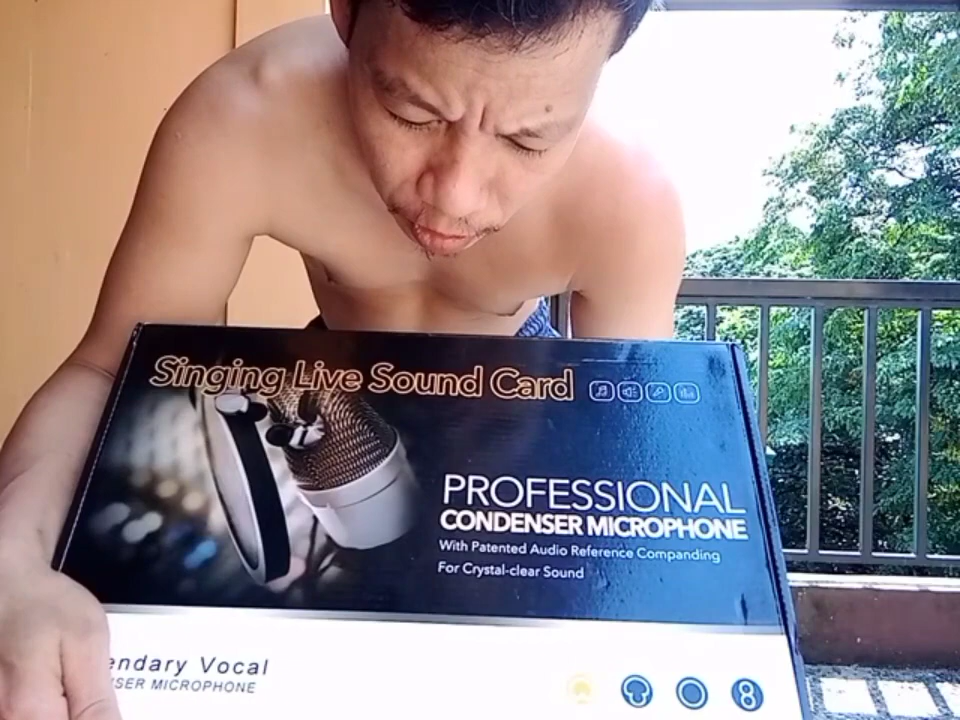 Singing Live Sound Card
PROFESSIONAL
CONDENSER MICROPHONE
With Patented Audio Reference Companding
For Crystal-clear Sound
endary Vocal
SER MICROPHONE